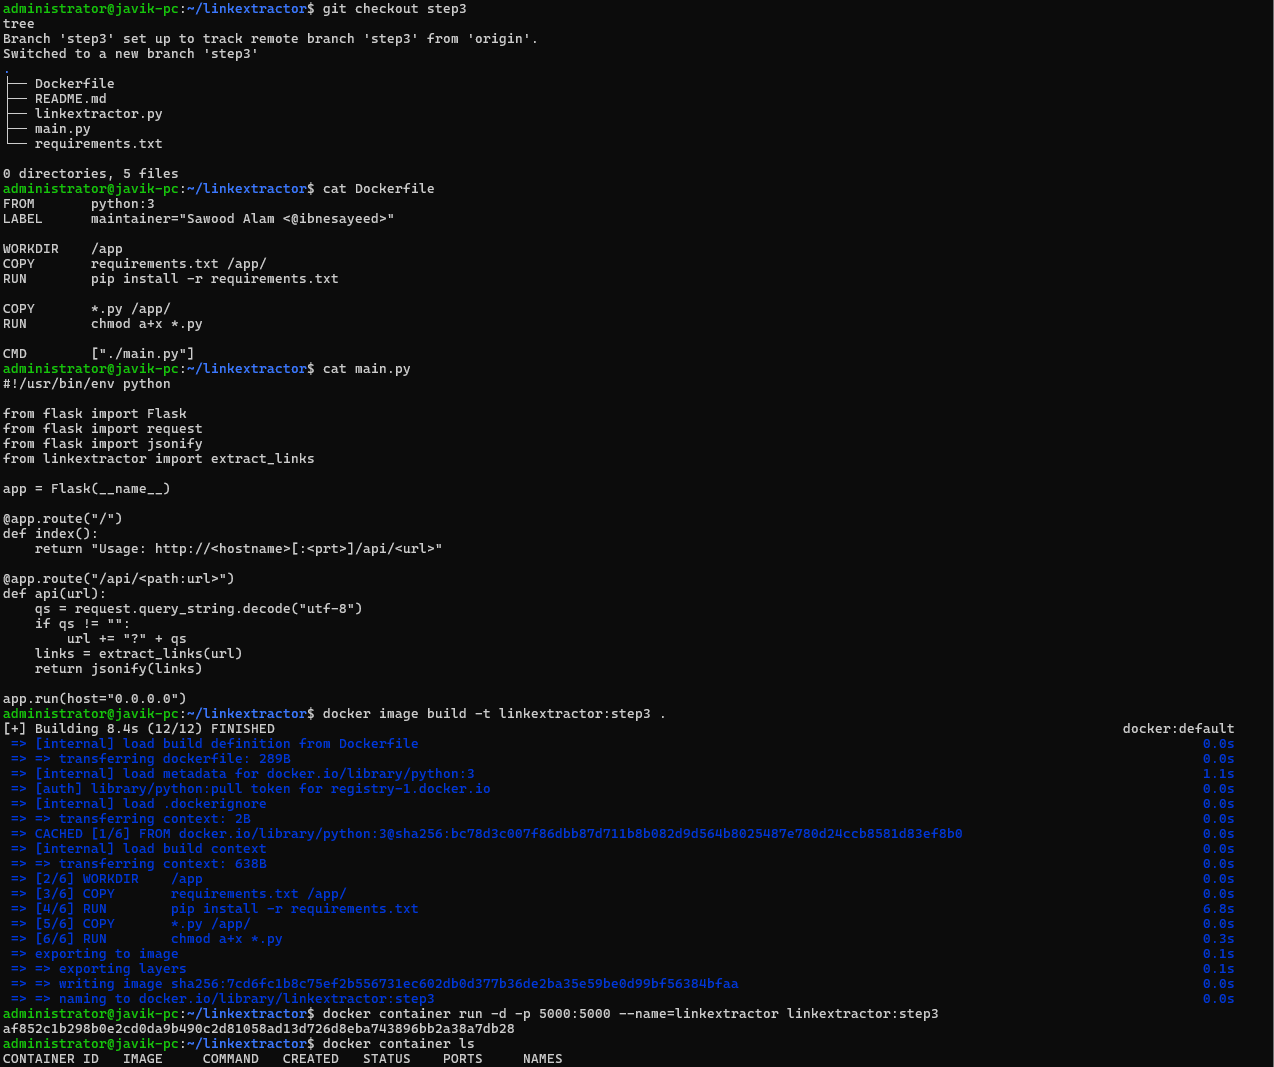 administrator@javik-pc:~/linkextractor$ git checkout step3
tree
Branch 'step3' set up to track remote branch 'step3' from 'origin'.
Switched to a new branch 'step3'
.
├── Dockerfile
├── README.md
├── linkextractor.py
├── main.py
└── requirements.txt

0 directories, 5 files
administrator@javik-pc:~/linkextractor$ cat Dockerfile
FROM       python:3
LABEL      maintainer="Sawood Alam <@ibnesayeed>"

WORKDIR    /app
COPY       requirements.txt /app/
RUN        pip install -r requirements.txt

COPY       *.py /app/
RUN        chmod a+x *.py

CMD        ["./main.py"]
administrator@javik-pc:~/linkextractor$ cat main.py
#!/usr/bin/env python

from flask import Flask
from flask import request
from flask import jsonify
from linkextractor import extract_links

app = Flask(__name__)

@app.route("/")
def index():
    return "Usage: http://<hostname>[:<prt>]/api/<url>"

@app.route("/api/<path:url>")
def api(url):
    qs = request.query_string.decode("utf-8")
    if qs != "":
        url += "?" + qs
    links = extract_links(url)
    return jsonify(links)

app.run(host="0.0.0.0")
administrator@javik-pc:~/linkextractor$ docker image build -t linkextractor:step3 .
[+] Building 8.4s (12/12) FINISHED docker:default
 => [internal] load build definition from Dockerfile 0.0s
 => => transferring dockerfile: 289B 0.0s
 => [internal] load metadata for docker.io/library/python:3 1.1s
 => [auth] library/python:pull token for registry-1.docker.io 0.0s
 => [internal] load .dockerignore 0.0s
 => => transferring context: 2B 0.0s
 => CACHED [1/6] FROM docker.io/library/python:3@sha256:bc78d3c007f86dbb87d711b8b082d9d564b8025487e780d24ccb8581d83ef8b0 0.0s
 => [internal] load build context 0.0s
 => => transferring context: 638B 0.0s
 => [2/6] WORKDIR    /app 0.0s
 => [3/6] COPY       requirements.txt /app/ 0.0s
 => [4/6] RUN        pip install -r requirements.txt 6.8s
 => [5/6] COPY       *.py /app/ 0.0s
 => [6/6] RUN        chmod a+x *.py 0.3s
 => exporting to image 0.1s
 => => exporting layers 0.1s
 => => writing image sha256:7cd6fc1b8c75ef2b556731ec602db0d377b36de2ba35e59be0d99bf56384bfaa 0.0s
 => => naming to docker.io/library/linkextractor:step3 0.0s
administrator@javik-pc:~/linkextractor$ docker container run -d -p 5000:5000 --name=linkextractor linkextractor:step3
af852c1b298b0e2cd0da9b490c2d81058ad13d726d8eba743896bb2a38a7db28
administrator@javik-pc:~/linkextractor$ docker container ls
CONTAINER ID   IMAGE     COMMAND   CREATED   STATUS    PORTS     NAMES